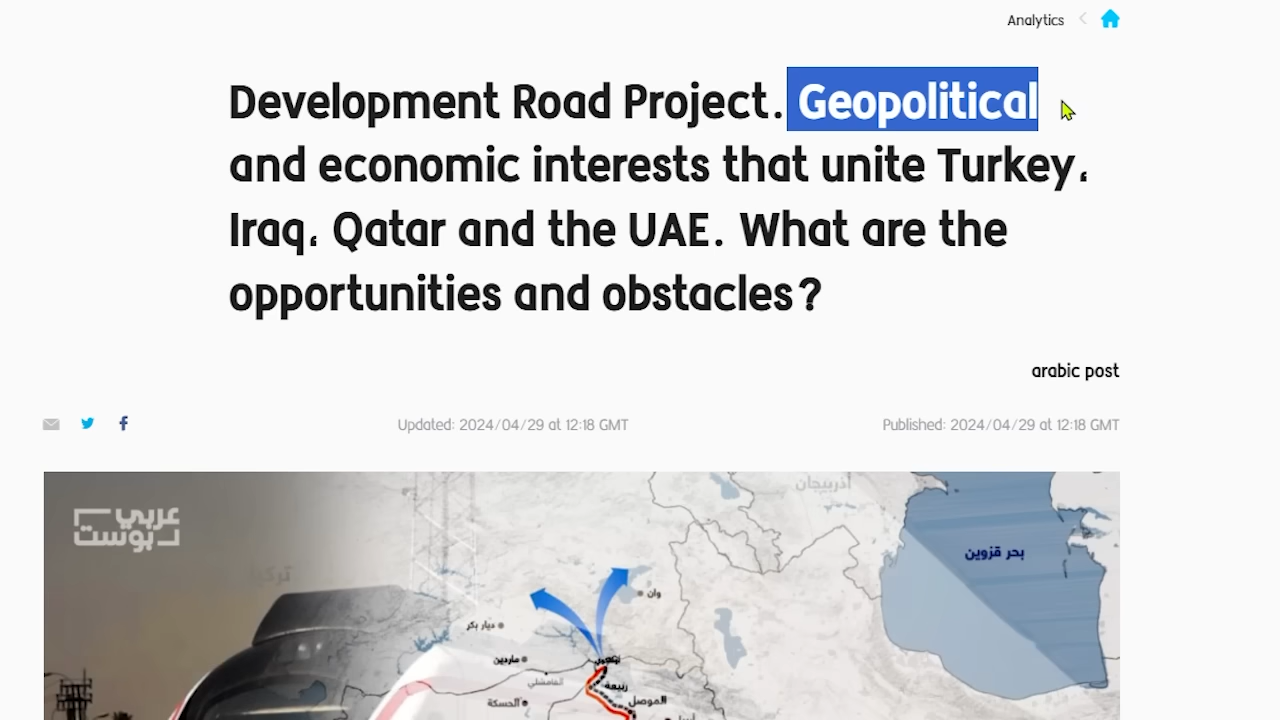 Analytics
Development Road Project. Geopolitical
and economic interests that unite Turkey،
Iraq، Qatar and the UAE. What are the
opportunities and obstacles?
arabic post
Updated: 2024/04/29 at 12:18 GMT
Published: 2024/04/29 at 12:18 GMT
عربي
بوست
أذربيجان
بحر قزوين
تركيا
وان
ديار بكر
ماردين
القامشلي
ربيعة
الحسكة
الموصل